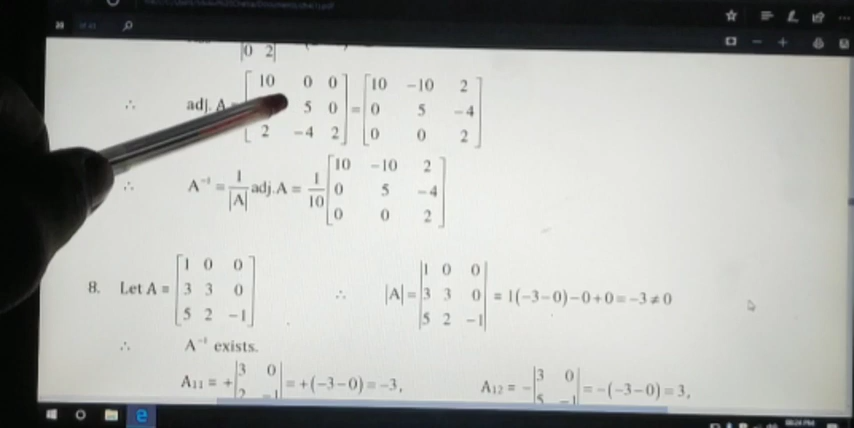 |0 2|
∴ adj. A = [10 0 0; 5 0; 2 −4 2] = [10 −10 2; 0 5 −4; 0 0 2]
∴ A⁻¹ = 1/|A| adj.A = 1/10 [10 −10 2; 0 5 −4; 0 0 2]
8. Let A = [1 0 0; 3 3 0; 5 2 −1] ∴ |A| = |1 0 0; 3 3 0; 5 2 −1| = 1(−3−0)−0+0=−3≠0
∴ A⁻¹ exists.
A₁₁ = +|3 0; 2 −1| = +(−3−0) = −3, A₁₂ = −|3 0; 5 −1| = −(−3−0) = 3,